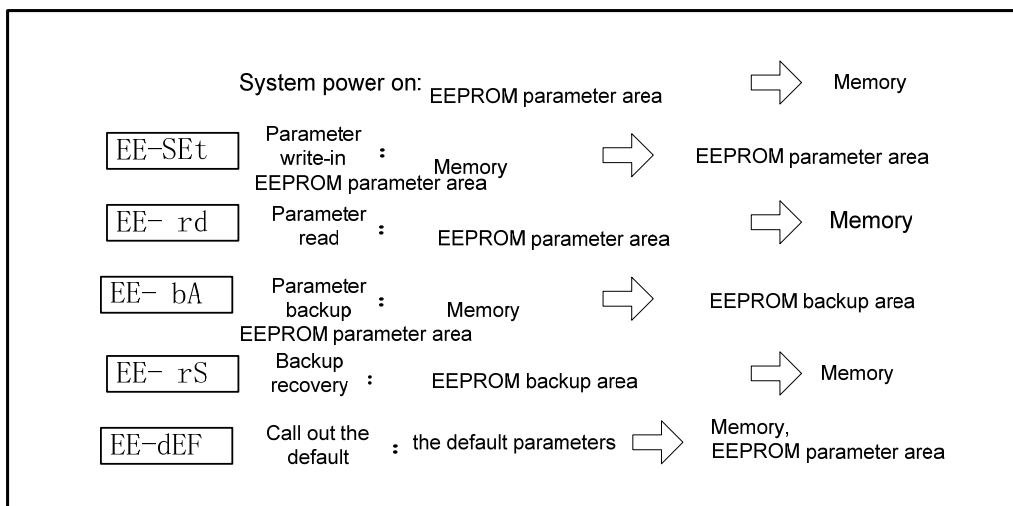 System power on: EEPROM parameter area Memory
EE-SEt Parameter write-in : Memory EEPROM parameter area
EEPROM parameter area
EE- rd Parameter read : EEPROM parameter area Memory
EE- bA Parameter backup : Memory EEPROM backup area
EEPROM parameter area
EE- rS Backup recovery : EEPROM backup area Memory
EE-dEF Call out the default : the default parameters Memory, EEPROM parameter area